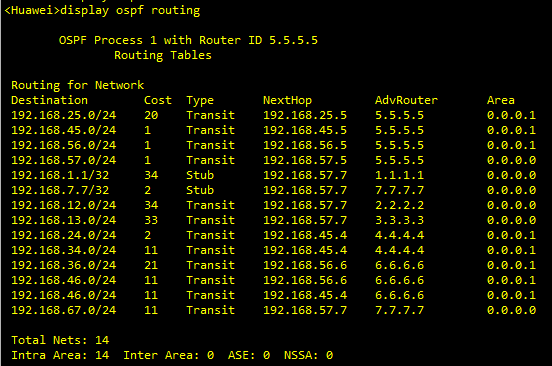 <Huawei>display ospf routing
OSPF Process 1 with Router ID 5.5.5.5
Routing Tables
Routing for Network
Destination Cost Type NextHop AdvRouter Area
192.168.25.0/24 20 Transit 192.168.25.5 5.5.5.5 0.0.0.1
192.168.45.0/24 1 Transit 192.168.45.5 5.5.5.5 0.0.0.1
192.168.56.0/24 1 Transit 192.168.56.5 5.5.5.5 0.0.0.1
192.168.57.0/24 1 Transit 192.168.57.5 5.5.5.5 0.0.0.0
192.168.1.1/32 34 Stub 192.168.57.7 1.1.1.1 0.0.0.0
192.168.7.7/32 2 Stub 192.168.57.7 7.7.7.7 0.0.0.0
192.168.12.0/24 34 Transit 192.168.57.7 2.2.2.2 0.0.0.0
192.168.13.0/24 33 Transit 192.168.57.7 3.3.3.3 0.0.0.0
192.168.24.0/24 2 Transit 192.168.45.4 4.4.4.4 0.0.0.1
192.168.34.0/24 11 Transit 192.168.45.4 4.4.4.4 0.0.0.1
192.168.36.0/24 21 Transit 192.168.56.6 6.6.6.6 0.0.0.1
192.168.46.0/24 11 Transit 192.168.56.6 6.6.6.6 0.0.0.1
192.168.46.0/24 11 Transit 192.168.45.4 6.6.6.6 0.0.0.1
192.168.67.0/24 11 Transit 192.168.57.7 7.7.7.7 0.0.0.0
Total Nets: 14
Intra Area: 14 Inter Area: 0 ASE: 0 NSSA: 0